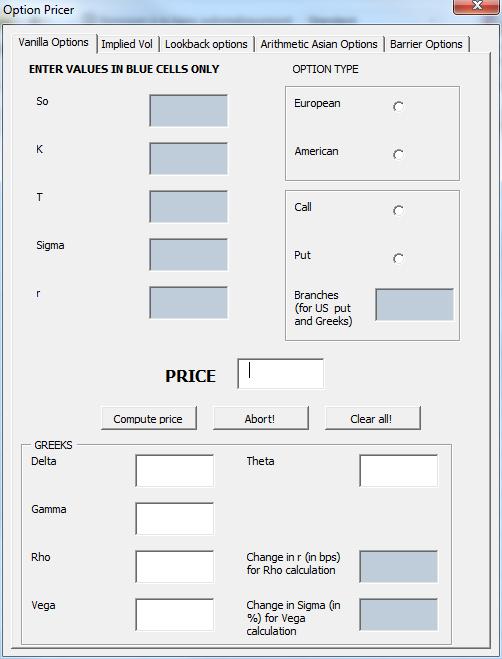 Option Pricer
Vanilla Options
Implied Vol
Lookback options
Arithmetic Asian Options
Barrier Options
ENTER VALUES IN BLUE CELLS ONLY
OPTION TYPE
So
European
K
American
T
Call
Sigma
Put
r
Branches
(for US put
and Greeks)
PRICE
Compute price
Abort!
Clear all!
GREEKS
Delta
Theta
Gamma
Rho
Change in r (in bps)
for Rho calculation
Vega
Change in Sigma (in
%) for Vega
calculation